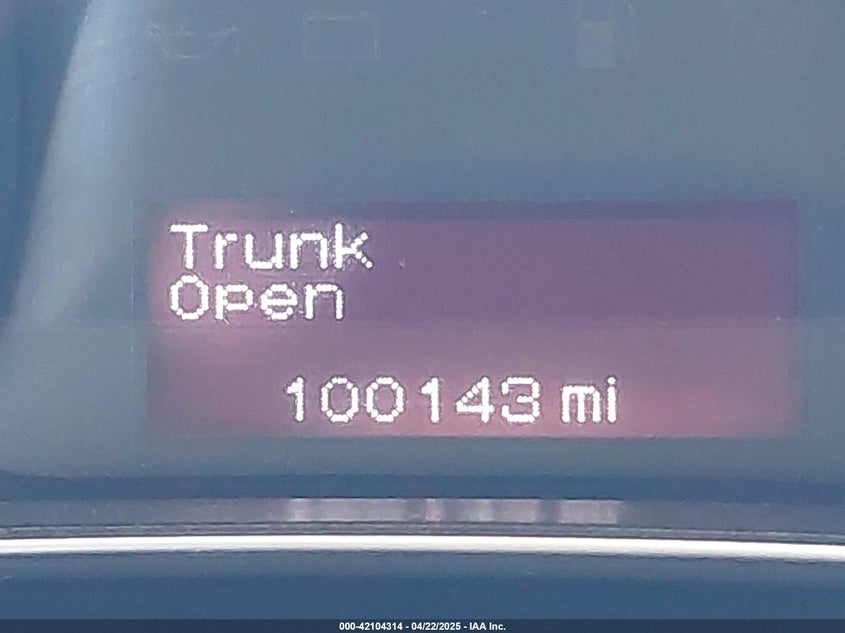 Trunk
Open
100143 mi
000-42104314 - 04/22/2025 - IAA Inc.